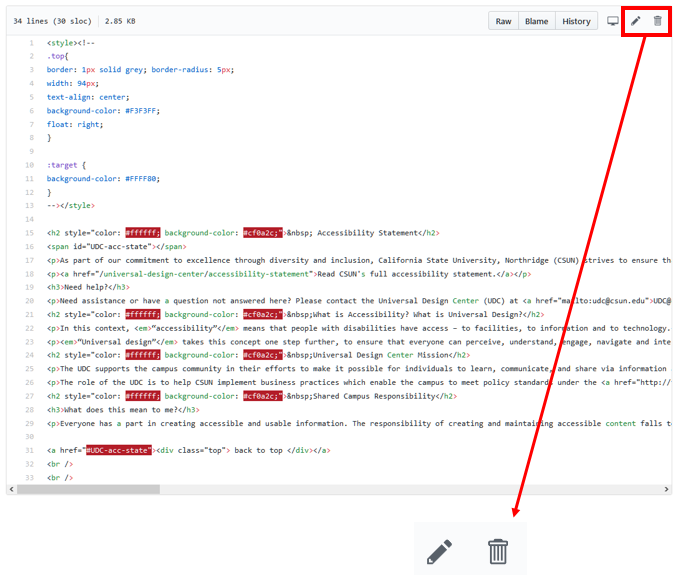 34 lines (30 sloc) 2.85 KB Raw Blame History
1 <style><!--
2 .top{
3 border: 1px solid grey; border-radius: 5px;
4 width: 94px;
5 text-align: center;
6 background-color: #F3F3FF;
7 float: right;
8 }
9
10 :target {
11 background-color: #FFFF80;
12 }
13 --></style>
14
15 <h2 style="color: #ffffff; background-color: #cf0a2c;">&nbsp; Accessibility Statement</h2>
16 <span id="UDC-acc-state"></span>
17 <p>As part of our commitment to excellence through diversity and inclusion, California State University, Northridge (CSUN) strives to ensure th
18 <p><a href="/universal-design-center/accessibility-statement">Read CSUN's full accessibility statement.</a></p>
19 <h3>Need help?</h3>
20 <p>Need assistance or have a question not answered here? Please contact the Universal Design Center (UDC) at <a href="mailto:udc@csun.edu">UDC@
21 <h2 style="color: #ffffff; background-color: #cf0a2c;">&nbsp;What is Accessibility? What is Universal Design?</h2>
22 <p>In this context, <em>“accessibility”</em> means that people with disabilities have access – to facilities, to information and to technology.
23 <p><em>“Universal design”</em> takes this concept one step further, to ensure that everyone can perceive, understand, engage, navigate and inte
24 <h2 style="color: #ffffff; background-color: #cf0a2c;">&nbsp;Universal Design Center Mission</h2>
25 <p>The UDC supports the campus community in their efforts to make it possible for individuals to learn, communicate, and share via information
26 <p>The role of the UDC is to help CSUN implement business practices which enable the campus to meet policy standards under the <a href="http://
27 <h2 style="color: #ffffff; background-color: #cf0a2c;">&nbsp;Shared Campus Responsibility</h2>
28 <h3>What does this mean to me?</h3>
29 <p>Everyone has a part in creating accessible and usable information. The responsibility of creating and maintaining accessible content falls t
30
31 <a href="#UDC-acc-state"><div class="top"> back to top </div></a>
32 <br />
33 <br />